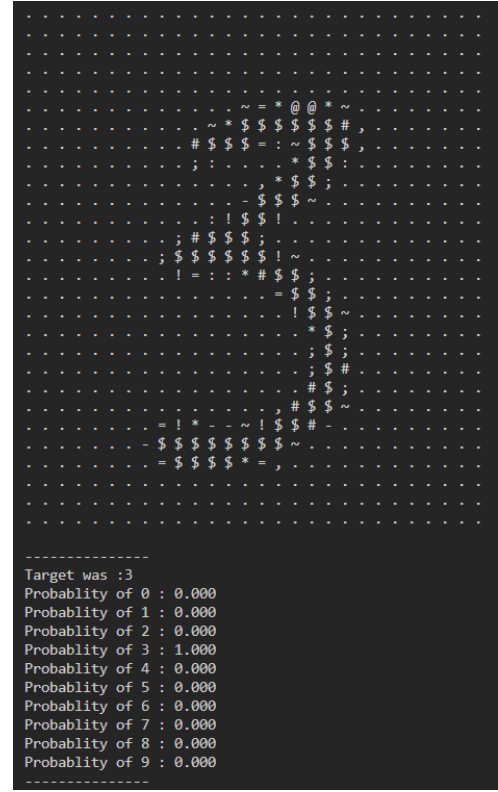 . . . . . . . . . . . . . . . . . . . . . . . . . . . .
. . . . . . . . . . . . . . . . . . . . . . . . . . . .
. . . . . . . . . . . . . . . . . . . . . . . . . . . .
. . . . . . . . . . . . . . . . . . . . . . . . . . . .
. . . . . . . . . . . . . . . . . . . . . . . . . . . .
. . . . . . . . . . . . . ~ = * @ @ * ~ . . . . . . . .
. . . . . . . . . . . ~ * $ $ $ $ $ $ # , . . . . . . .
. . . . . . . . . . # $ $ $ = : ~ $ $ $ , . . . . . . .
. . . . . . . . . . ; : . . . . * $ $ : . . . . . . . .
. . . . . . . . . . . . . . , * $ $ ; . . . . . . . . .
. . . . . . . . . . . . . - $ $ $ ~ . . . . . . . . . .
. . . . . . . . . . . : ! $ $ ! . . . . . . . . . . . .
. . . . . . . . . ; # $ $ $ ; . . . . . . . . . . . . .
. . . . . . . . ; $ $ $ $ $ $ ! ~ . . . . . . . . . . .
. . . . . . . . . ! = : : * # $ $ ; . . . . . . . . . .
. . . . . . . . . . . . . . . = $ $ ; . . . . . . . . .
. . . . . . . . . . . . . . . . ! $ $ ~ . . . . . . . .
. . . . . . . . . . . . . . . . . * $ ; . . . . . . . .
. . . . . . . . . . . . . . . . . ; $ ; . . . . . . . .
. . . . . . . . . . . . . . . . . ; $ # . . . . . . . .
. . . . . . . . . . . . . . . . . # $ ; . . . . . . . .
. . . . . . . . . . . . . . . , # $ $ ~ . . . . . . . .
. . . . . . . . = ! * - - ~ ! $ $ # - . . . . . . . . .
. . . . . . . - $ $ $ $ $ $ $ $ ~ . . . . . . . . . . .
. . . . . . . . = $ $ $ $ * = , . . . . . . . . . . . .
. . . . . . . . . . . . . . . . . . . . . . . . . . . .
. . . . . . . . . . . . . . . . . . . . . . . . . . . .
. . . . . . . . . . . . . . . . . . . . . . . . . . . .
---------------
Target was :3
Probablity of 0 : 0.000
Probablity of 1 : 0.000
Probablity of 2 : 0.000
Probablity of 3 : 1.000
Probablity of 4 : 0.000
Probablity of 5 : 0.000
Probablity of 6 : 0.000
Probablity of 7 : 0.000
Probablity of 8 : 0.000
Probablity of 9 : 0.000
---------------